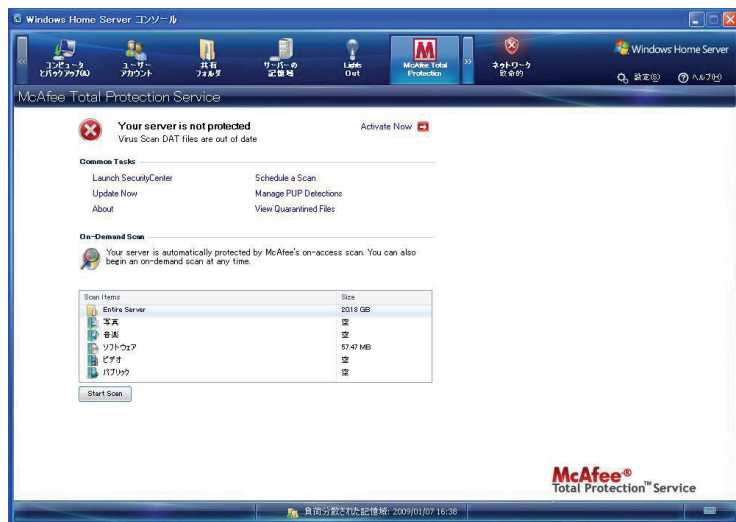 Windows Home Server コンソール
コンピュータ
とバックアップ(A)
ユーザー
アカウント
共有
フォルダ
サーバーの
記憶域
Lights
Out
McAfee Total
Protection
ネットワーク
致命的
Windows Home Server
設定(S)
ヘルプ(H)
McAfee Total Protection Service
Your server is not protected
Virus Scan DAT files are out of date
Activate Now
Common Tasks
Launch SecurityCenter
Schedule a Scan
Update Now
Manage PUP Detections
About
View Quarantined Files
On-Demand Scan
Your server is automatically protected by McAfee's on-access scan. You can also
begin an on-demand scan at any time.
Scan Items Size
Entire Server 20.18 GB
写真 空
音楽 空
ソフトウェア 57.47 MB
ビデオ 空
パブリック 空
Start Scan
McAfee®
Total Protection™ Service
負荷分散された記憶域: 2009/01/07 16:38